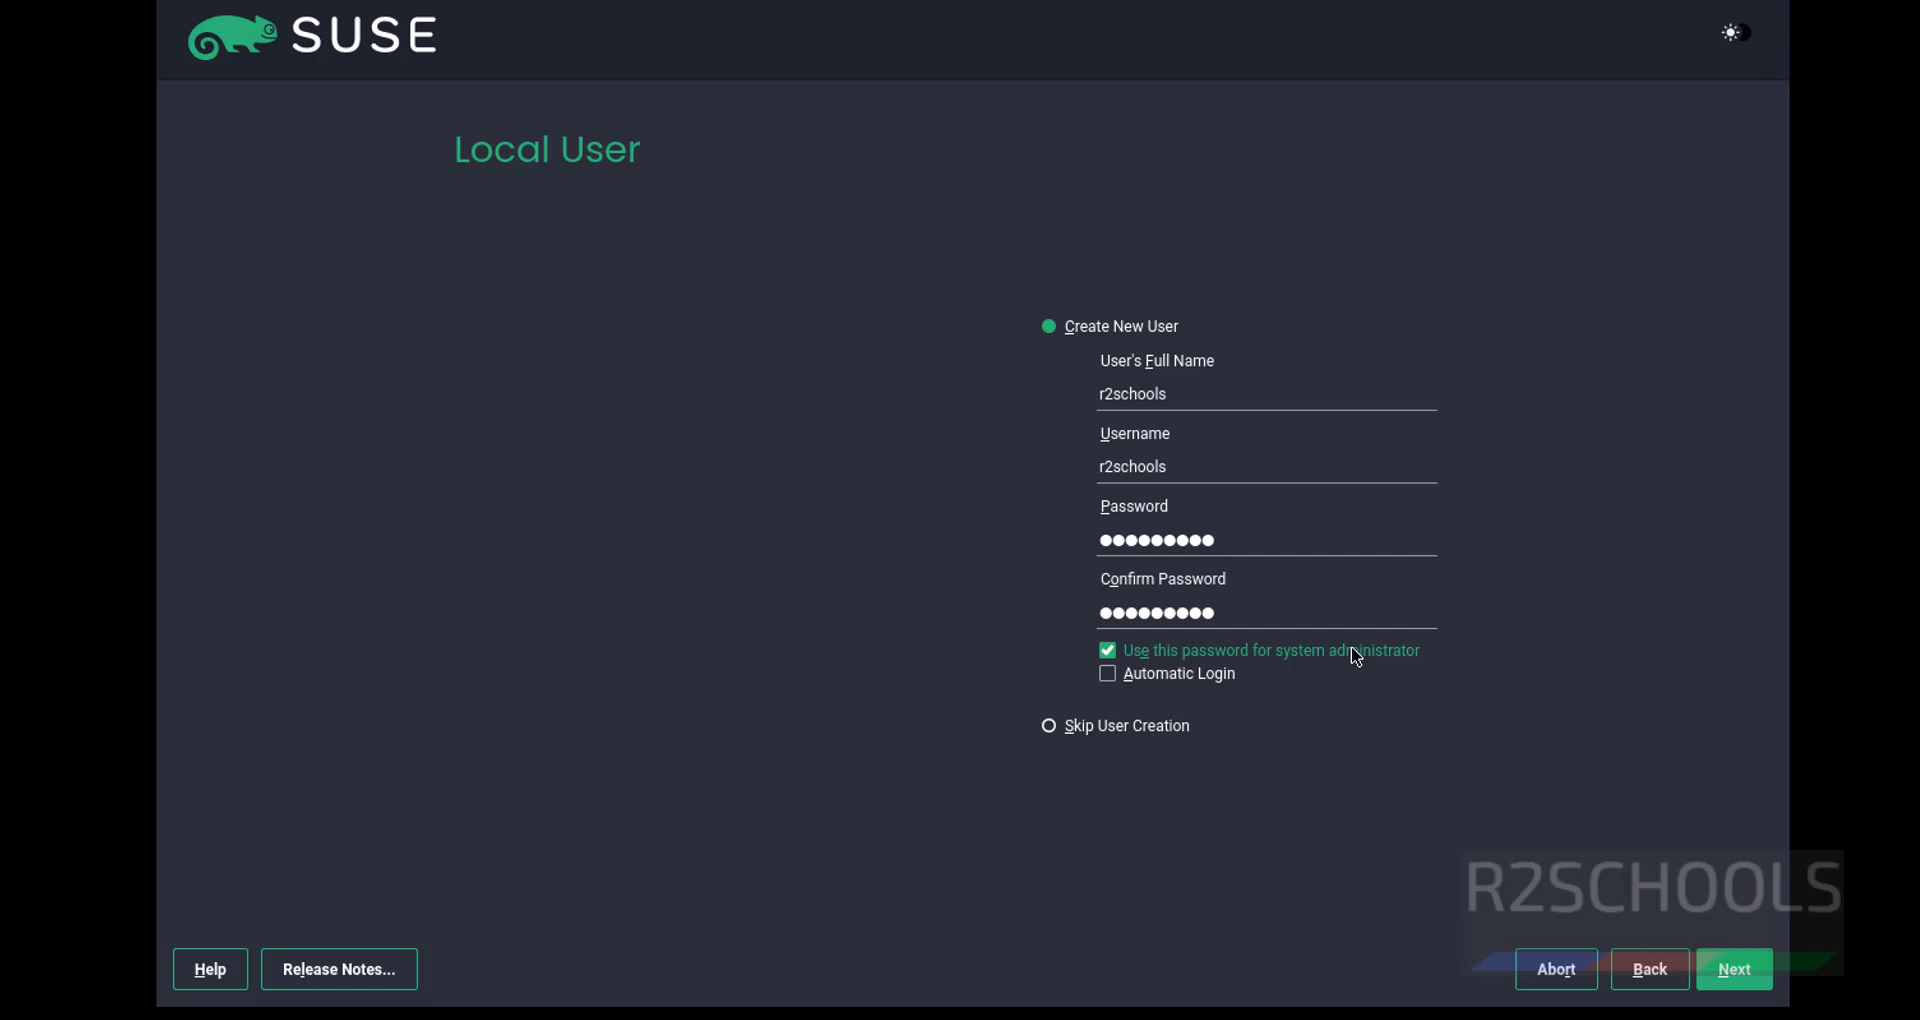 SUSE
Local User
Create New User
User's Full Name
r2schools
Username
r2schools
Password
Confirm Password
Use this password for system administrator
Automatic Login
Skip User Creation
R2SCHOOLS
Help
Release Notes...
Abort
Back
Next